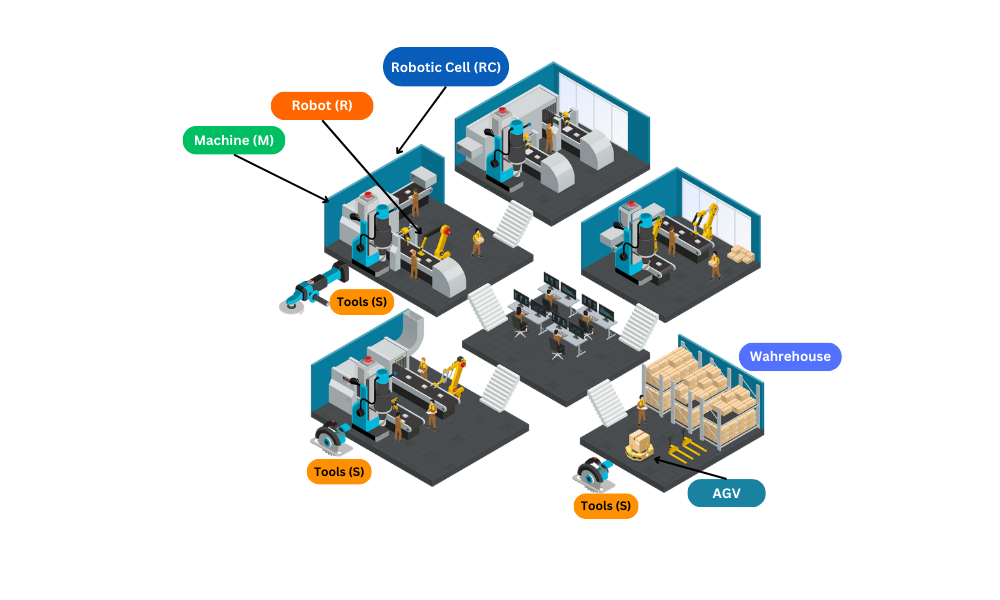 Robotic Cell (RC)
Robot (R)
Machine (M)
Tools (S)
Wahrehouse
Tools (S)
AGV
Tools (S)